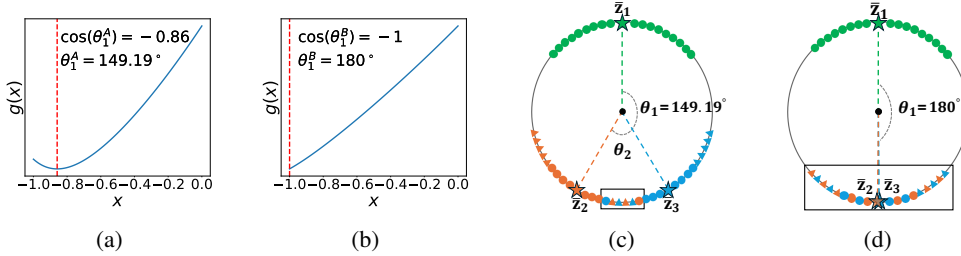 cos(θ₁ᴬ) = −0.86
θ₁ᴬ = 149.19°
g(x)
−1.0 −0.8 −0.6 −0.4 −0.2 0.0
x
(a)
cos(θ₁ᴮ) = −1
θ₁ᴮ = 180°
g(x)
−1.0 −0.8 −0.6 −0.4 −0.2 0.0
x
(b)
z̄₁
θ₁=149.19°
θ₂
z̄₂ z̄₃
(c)
z̄₁
θ₁=180°
z̄₂ z̄₃
(d)